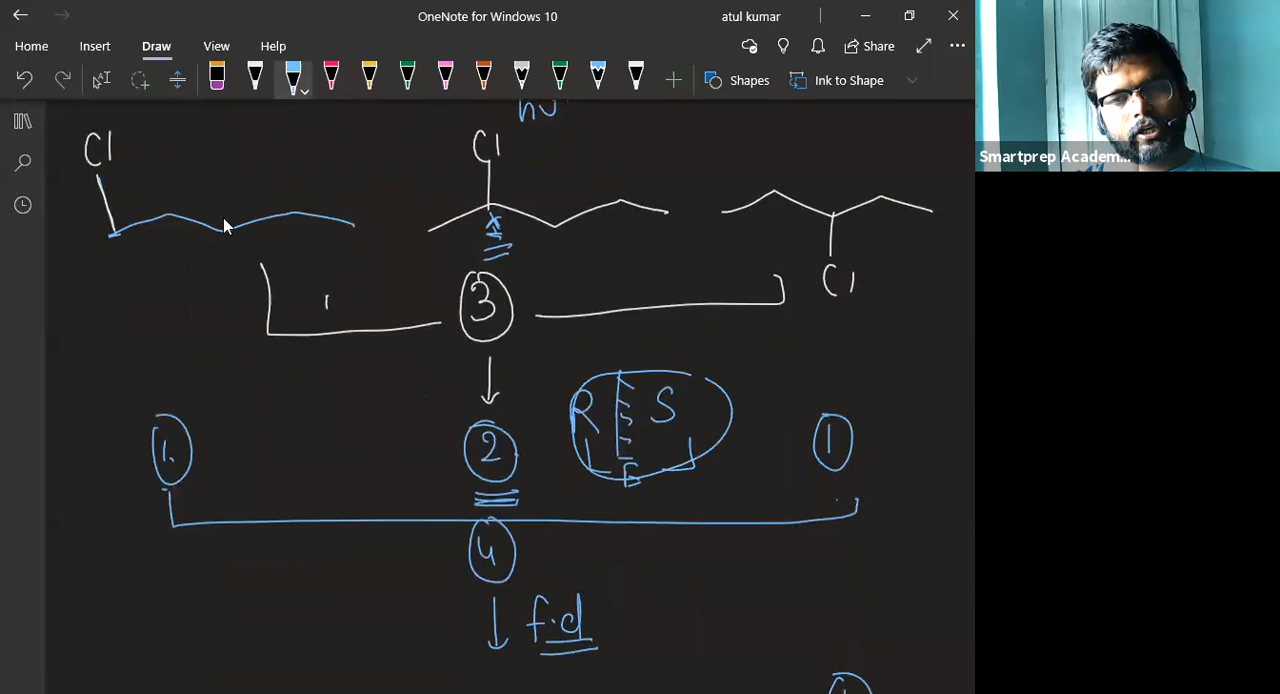 OneNote for Windows 10
atul kumar
Home Insert Draw View Help
Share
Shapes
Ink to Shape
hν
Cl Cl
Cl
3
R S
E
1. 2 1
4
f.d
Smartprep Academ...